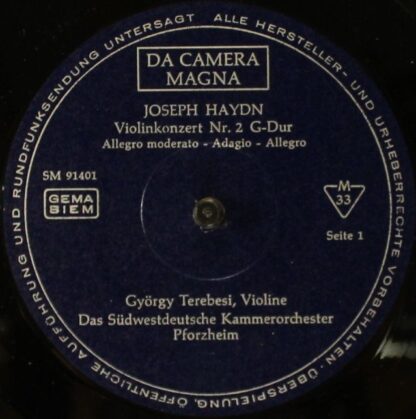 ALLE HERSTELLER- UND URHEBERRECHTE VORBEHALTEN · ÜBERSPIELUNG, ÖFFENTLICHE AUFFÜHRUNG UND RUNDFUNKSENDUNG UNTERSAGT
DA CAMERA
MAGNA
JOSEPH HAYDN
Violinkonzert Nr. 2 G-Dur
Allegro moderato - Adagio - Allegro
SM 91401
GEMA
BIEM
M
33
Seite 1
György Terebesi, Violine
Das Südwestdeutsche Kammerorchester
Pforzheim